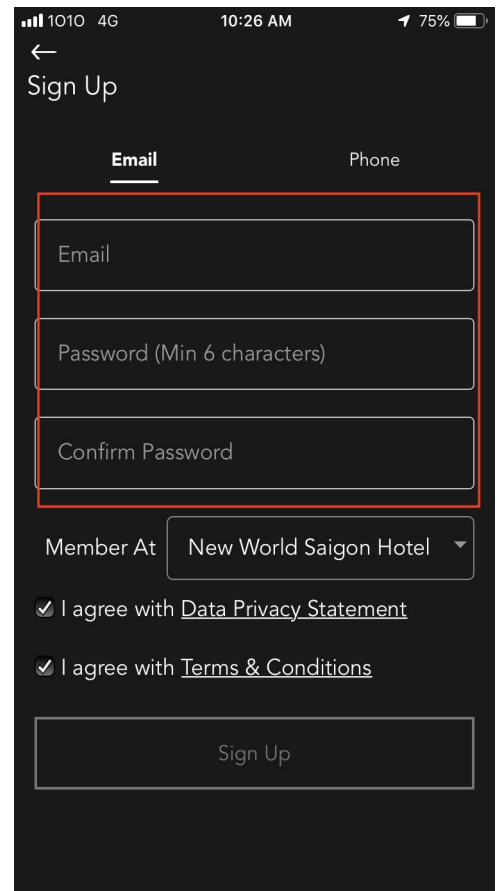 1010 4G 10:26 AM 75%
Sign Up
Email Phone
Email
Password (Min 6 characters)
Confirm Password
Member At New World Saigon Hotel
I agree with Data Privacy Statement
I agree with Terms & Conditions
Sign Up